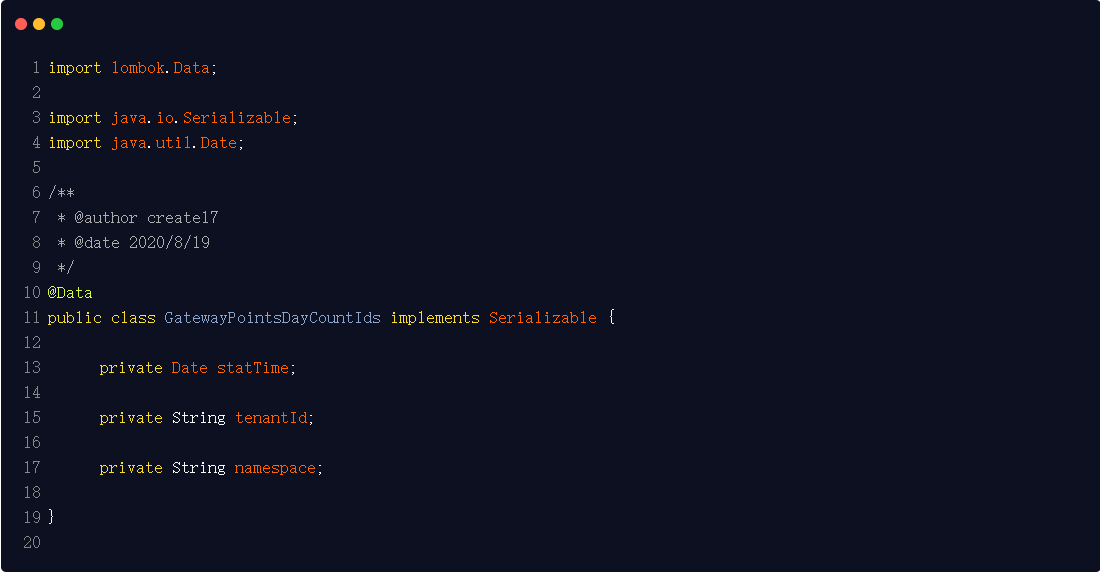 1 import lombok.Data;
2
3 import java.io.Serializable;
4 import java.util.Date;
5
6 /**
7  * @author create17
8  * @date 2020/8/19
9  */
10 @Data
11 public class GatewayPointsDayCountIds implements Serializable {
12
13     private Date statTime;
14
15     private String tenantId;
16
17     private String namespace;
18
19 }
20